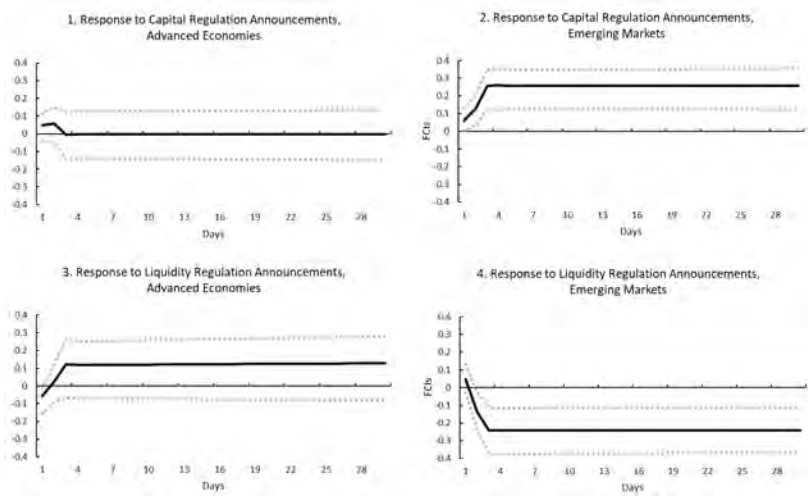 1. Response to Capital Regulation Announcements,
Advanced Economies
0.4
0.3
0.2
0.1
0
-0.1
-0.2
-0.3
-0.4
1 4 7 10 13 16 19 22 25 28
Days
2. Response to Capital Regulation Announcements,
Emerging Markets
FCIs
0.4
0.3
0.2
0.1
0
-0.1
-0.2
-0.3
-0.4
1 4 7 10 13 16 19 22 25 28
Days
3. Response to Liquidity Regulation Announcements,
Advanced Economies
0.4
0.3
0.2
0.1
0
-0.1
-0.2
-0.3
-0.4
1 4 7 10 13 16 19 22 25 28
Days
4. Response to Liquidity Regulation Announcements,
Emerging Markets
FCIs
0.4
0.3
0.2
0.1
0
-0.1
-0.2
-0.3
-0.4
1 4 7 10 13 16 19 22 25 28
Days